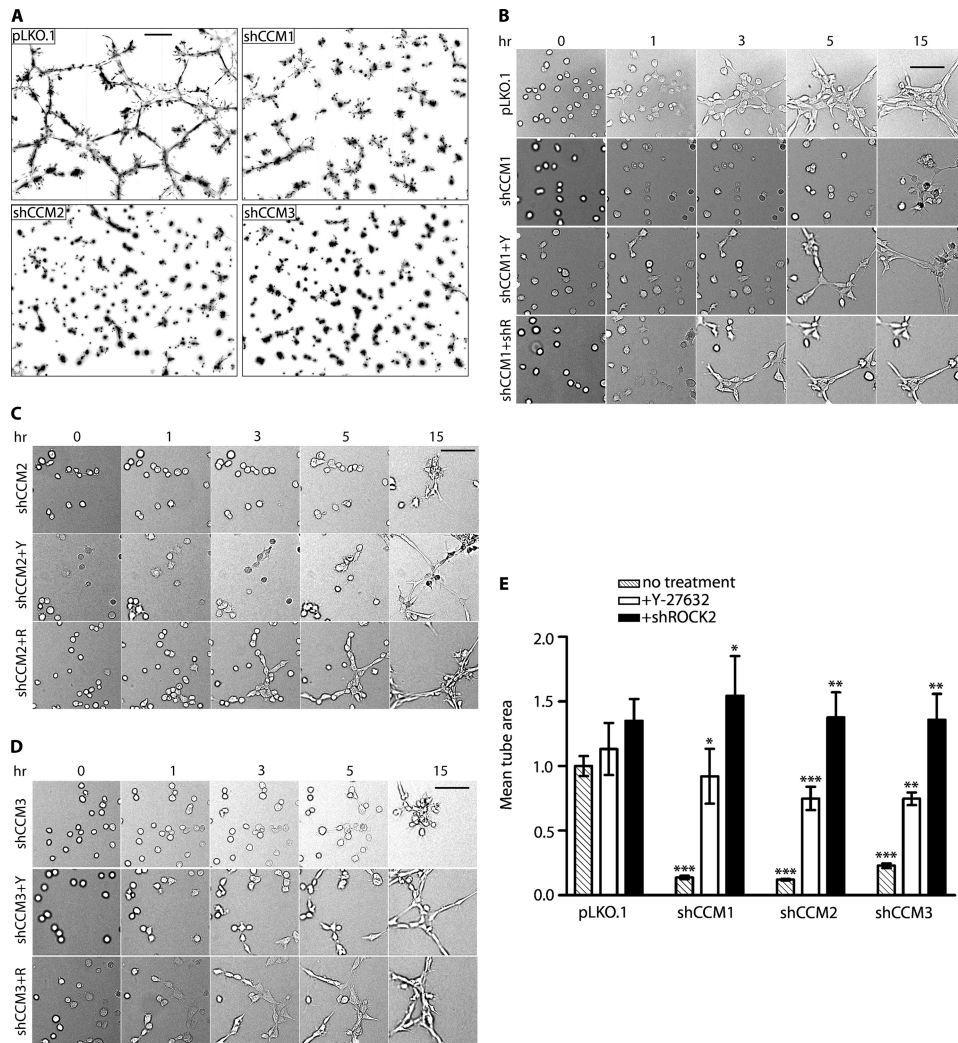 A
pLKO.1
shCCM1
shCCM2
shCCM3
B
hr 0 1 3 5 15
pLKO.1
shCCM1
shCCM1+Y
shCCM1+shR
C
hr 0 1 3 5 15
shCCM2
shCCM2+Y
shCCM2+R
D
hr 0 1 3 5 15
shCCM3
shCCM3+Y
shCCM3+R
E
no treatment
+Y-27632
+shROCK2
Mean tube area
2.0
1.5
1.0
0.5
0.0
*** * *
*** *** **
*** ** **
pLKO.1 shCCM1 shCCM2 shCCM3